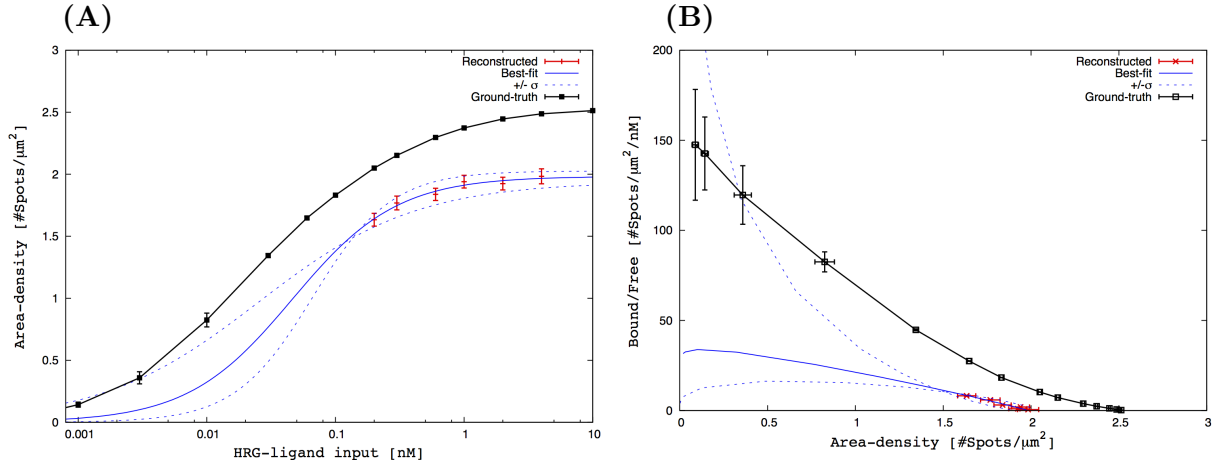 (A)
3
2.5
2
1.5
1
0.5
0
0.001
0.01
0.1
1
10
Area-density [#Spots/μm²]
HRG-ligand input [nM]
Reconstructed
Best-fit
+/- σ
Ground-truth
(B)
200
150
100
50
0
0
0.5
1
1.5
2
2.5
3
Bound/Free [#Spots/μm²/nM]
Area-density [#Spots/μm²]
Reconstructed
Best-fit
+/- σ
Ground-truth